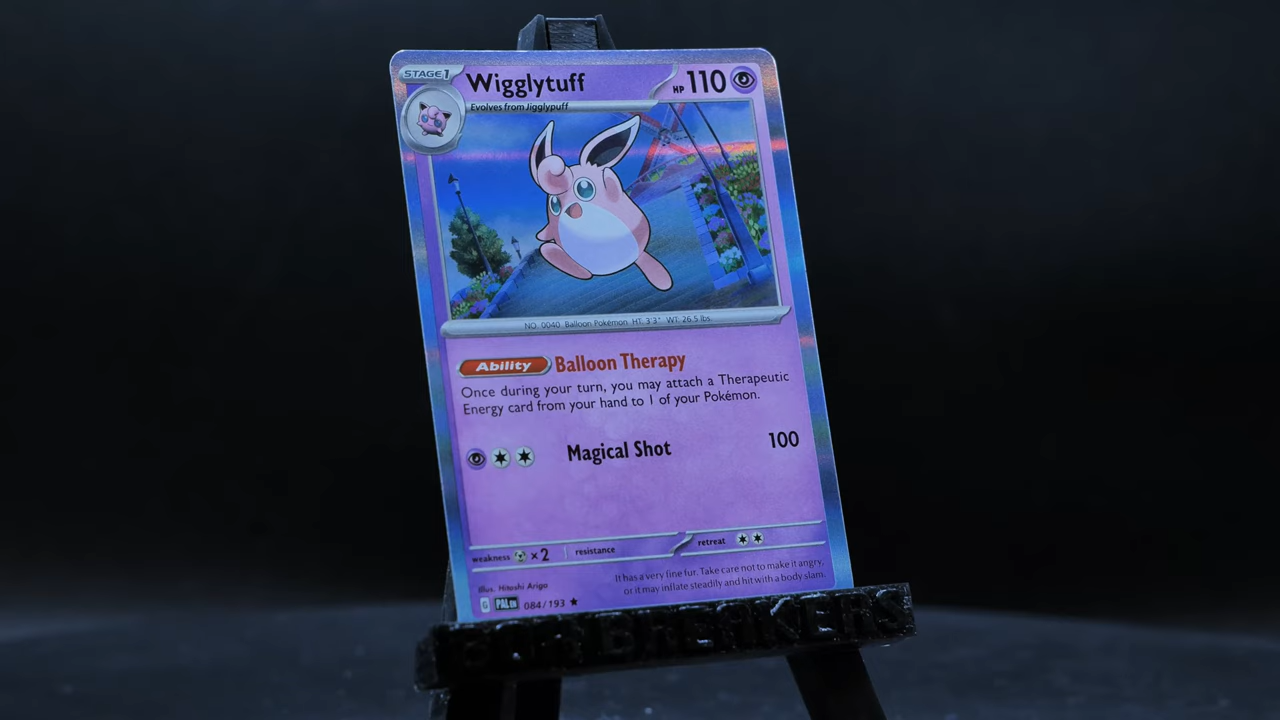 STAGE 1 Wigglytuff HP 110
Evolves from Jigglypuff
NO. 0040 Balloon Pokémon HT: 3'3" WT: 26.5 lbs.
Ability Balloon Therapy
Once during your turn, you may attach a Therapeutic
Energy card from your hand to 1 of your Pokémon.
Magical Shot 100
weakness ×2 resistance retreat
It has a very fine fur. Take care not to make it angry,
or it may inflate steadily and hit with a body slam.
Illus. Hitoshi Ariga
G PAL EN 084/193 ★
BREAKERS